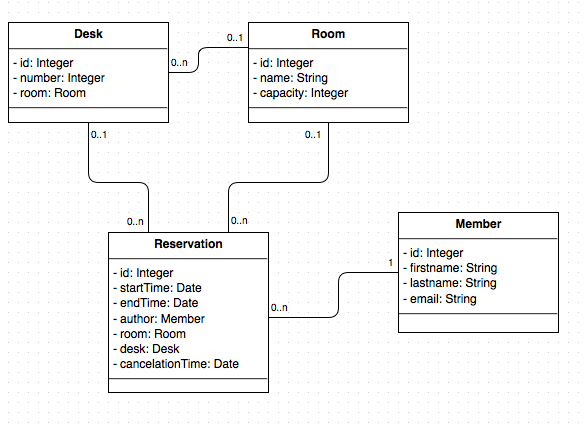 Desk
- id: Integer
- number: Integer
- room: Room
0..n
0..1
Room
- id: Integer
- name: String
- capacity: Integer
0..1
0..1
0..n
0..n
Reservation
- id: Integer
- startTime: Date
- endTime: Date
- author: Member
- room: Room
- desk: Desk
- cancelationTime: Date
0..n
1
Member
- id: Integer
- firstname: String
- lastname: String
- email: String